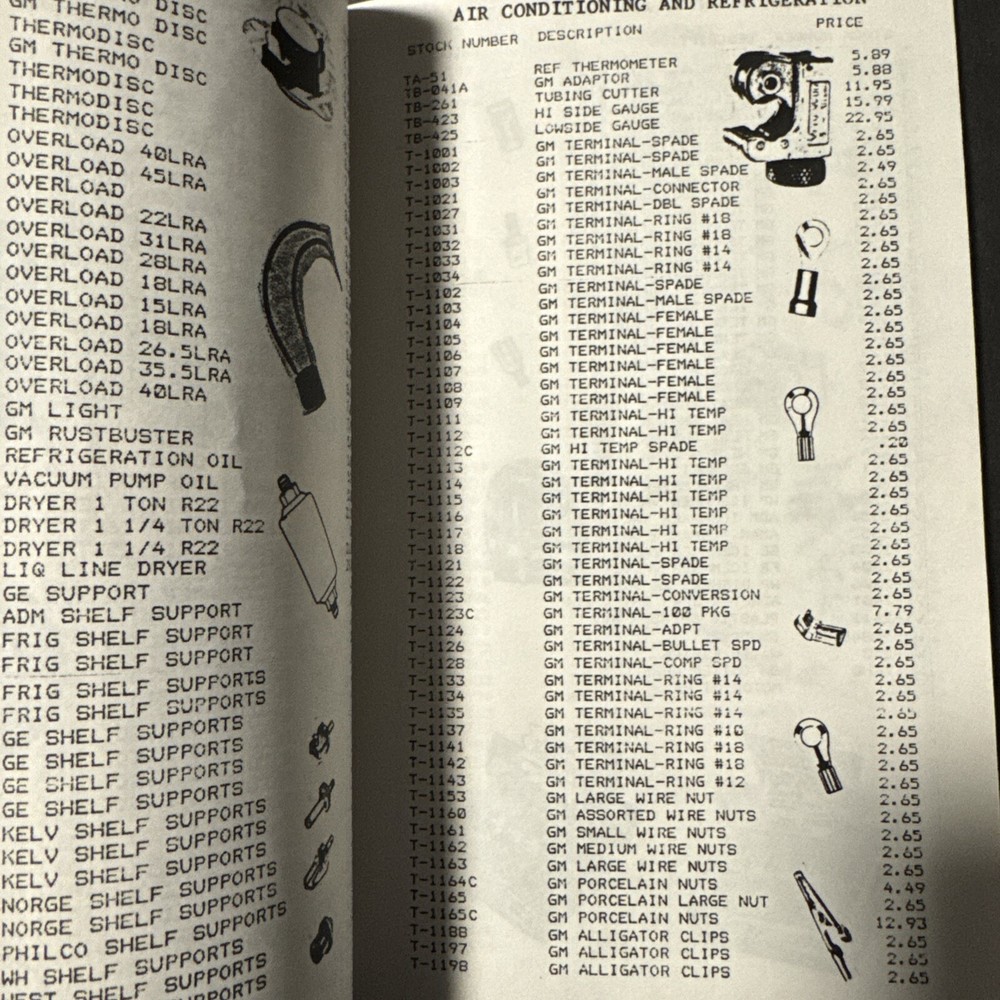 GM THERMO DISC
THERMODISC
GM THERMO DISC
THERMODISC
THERMODISC
THERMODISC
OVERLOAD 40LRA
OVERLOAD 45LRA
OVERLOAD
OVERLOAD 22LRA
OVERLOAD 31LRA
OVERLOAD 28LRA
OVERLOAD 18LRA
OVERLOAD 15LRA
OVERLOAD 18LRA
OVERLOAD 26.5LRA
OVERLOAD 35.5LRA
OVERLOAD 40LRA
GM LIGHT
GM RUSTBUSTER
REFRIGERATION OIL
VACUUM PUMP OIL
DRYER 1 TON R22
DRYER 1 1/4 TON R22
DRYER 1 1/4 R22
LIQ LINE DRYER
GE SUPPORT
ADM SHELF SUPPORT
FRIG SHELF SUPPORT
FRIG SHELF SUPPORT
FRIG SHELF SUPPORTS
FRIG SHELF SUPPORTS
GE SHELF SUPPORTS
GE SHELF SUPPORTS
GE SHELF SUPPORTS
GE SHELF SUPPORTS
KELV SHELF SUPPORTS
KELV SHELF SUPPORTS
KELV SHELF SUPPORTS
NORGE SHELF SUPPORTS
NORGE SHELF SUPPORTS
PHILCO SHELF SUPPORTS
WH SHELF SUPPORTS
WEST SHELF SUPPORTS
AIR CONDITIONING AND REFRIGERATION
STOCK NUMBER DESCRIPTION PRICE
TA-51 REF THERMOMETER 5.89
TB-041A GM ADAPTOR 5.88
TB-261 TUBING CUTTER 11.95
TB-423 HI SIDE GAUGE 15.99
TB-425 LOWSIDE GAUGE 22.95
T-1001 GM TERMINAL-SPADE 2.65
T-1002 GM TERMINAL-SPADE 2.65
T-1003 GM TERMINAL-MALE SPADE 2.49
T-1021 GM TERMINAL-CONNECTOR 2.65
T-1027 GM TERMINAL-DBL SPADE 2.65
T-1031 GM TERMINAL-RING #18 2.65
T-1032 GM TERMINAL-RING #18 2.65
T-1033 GM TERMINAL-RING #14 2.65
T-1034 GM TERMINAL-RING #14 2.65
T-1102 GM TERMINAL-SPADE 2.65
T-1103 GM TERMINAL-MALE SPADE 2.65
T-1104 GM TERMINAL-FEMALE 2.65
T-1105 GM TERMINAL-FEMALE 2.65
T-1106 GM TERMINAL-FEMALE 2.65
T-1107 GM TERMINAL-FEMALE 2.65
T-1108 GM TERMINAL-FEMALE 2.65
T-1109 GM TERMINAL-FEMALE 2.65
T-1111 GM TERMINAL-HI TEMP 2.65
T-1112 GM TERMINAL-HI TEMP 2.65
T-1112C GM HI TEMP SPADE .20
T-1113 GM TERMINAL-HI TEMP 2.65
T-1114 GM TERMINAL-HI TEMP 2.65
T-1115 GM TERMINAL-HI TEMP 2.65
T-1116 GM TERMINAL-HI TEMP 2.65
T-1117 GM TERMINAL-HI TEMP 2.65
T-1118 GM TERMINAL-HI TEMP 2.65
T-1121 GM TERMINAL-SPADE 2.65
T-1122 GM TERMINAL-SPADE 2.65
T-1123 GM TERMINAL-CONVERSION 2.65
T-1123C GM TERMINAL-100 PKG 7.79
T-1124 GM TERMINAL-ADPT 2.65
T-1126 GM TERMINAL-BULLET SPD 2.65
T-1128 GM TERMINAL-COMP SPD 2.65
T-1133 GM TERMINAL-RING #14 2.65
T-1134 GM TERMINAL-RING #14 2.65
T-1135 GM TERMINAL-RING #14 2.65
T-1137 GM TERMINAL-RING #10 2.65
T-1141 GM TERMINAL-RING #18 2.65
T-1142 GM TERMINAL-RING #18 2.65
T-1143 GM TERMINAL-RING #12 2.65
T-1153 GM LARGE WIRE NUT 2.65
T-1160 GM ASSORTED WIRE NUTS 2.65
T-1161 GM SMALL WIRE NUTS 2.65
T-1162 GM MEDIUM WIRE NUTS 2.65
T-1163 GM LARGE WIRE NUTS 2.65
T-1164C GM PORCELAIN NUTS 4.49
T-1165 GM PORCELAIN LARGE NUT 2.65
T-1165C GM PORCELAIN NUTS 12.93
T-1188 GM ALLIGATOR CLIPS 2.65
T-1197 GM ALLIGATOR CLIPS 2.65
T-1198 GM ALLIGATOR CLIPS 2.65